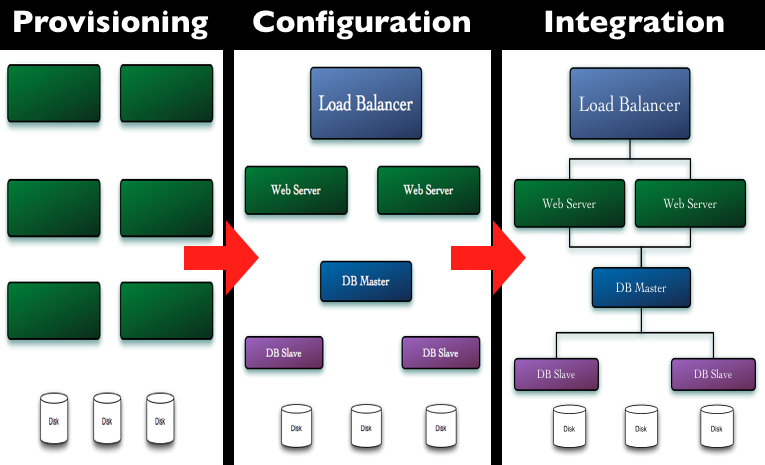 Provisioning
Disk Disk Disk
Configuration
Load Balancer
Web Server Web Server
DB Master
DB Slave DB Slave
Disk Disk Disk
Integration
Load Balancer
Web Server Web Server
DB Master
DB Slave DB Slave
Disk Disk Disk